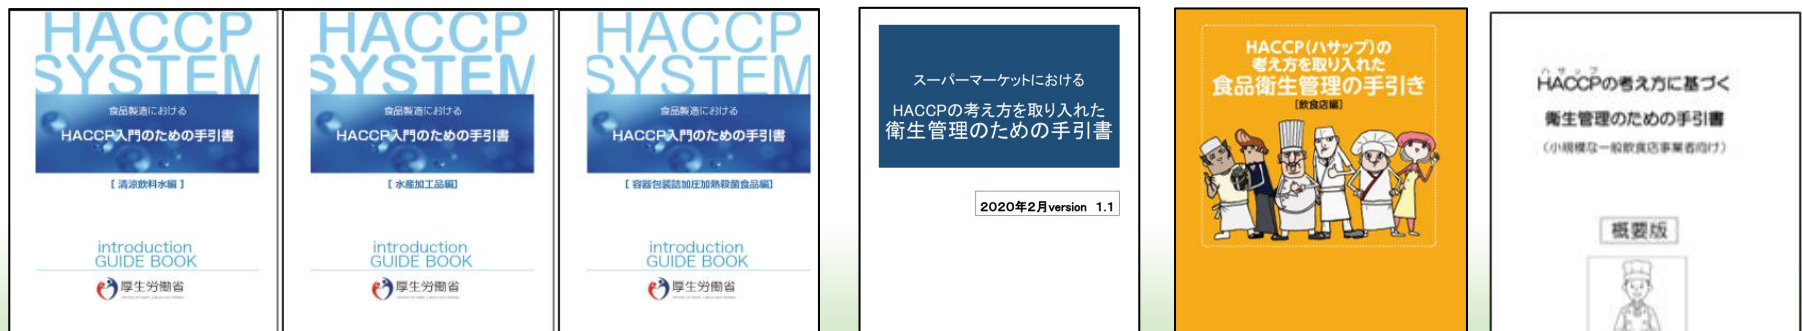 HACCP
SYSTEM
食品製造における
HACCP入門のための手引書
[ 清涼飲料水編 ]
introduction
GUIDE BOOK
厚生労働省
HACCP
SYSTEM
食品製造における
HACCP入門のための手引書
[ 水産加工品編]
introduction
GUIDE BOOK
厚生労働省
HACCP
SYSTEM
食品製造における
HACCP入門のための手引書
[ 容器包装詰加圧加熱殺菌食品編]
introduction
GUIDE BOOK
厚生労働省
スーパーマーケットにおける
HACCPの考え方を取り入れた
衛生管理のための手引書
2020年2月version 1.1
HACCP(ハサップ)の
考え方を取り入れた
食品衛生管理の手引き
[飲食店編]
ハサップ
HACCPの考え方に基づく
衛生管理のための手引書
(小規模な一般飲食店事業者向け)
概要版